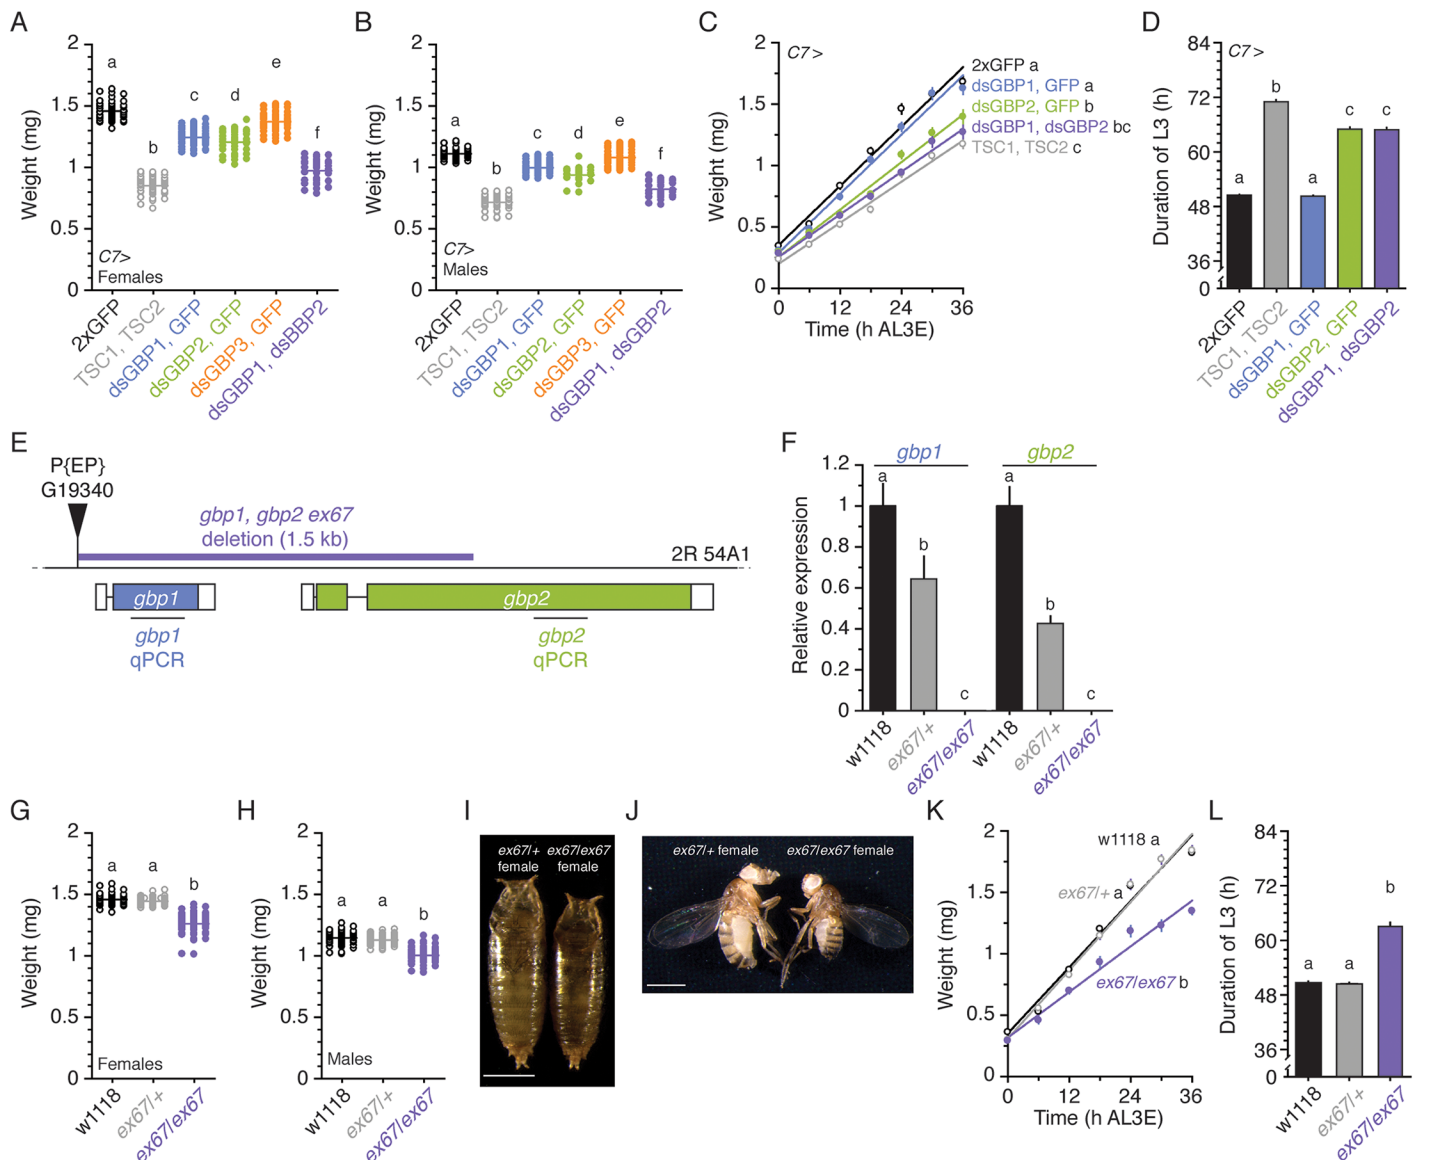 A
2
1.5
1
0.5
0
Weight (mg)
a
b
c
d
e
f
C7>
Females
2xGFP
TSC1, TSC2
dsGBP1, GFP
dsGBP2, GFP
dsGBP3, GFP
dsGBP1, dsBBP2
B
2
1.5
1
0.5
0
Weight (mg)
a
b
c
d
e
f
C7>
Males
2xGFP
TSC1, TSC2
dsGBP1, GFP
dsGBP2, GFP
dsGBP3, GFP
dsGBP1, dsGBP2
C
2
1.5
1
0.5
0
Weight (mg)
C7 >
2xGFP a
dsGBP1, GFP a
dsGBP2, GFP b
dsGBP1, dsGBP2 bc
TSC1, TSC2 c
0
12
24
36
Time (h AL3E)
D
84
72
60
48
36
0
Duration of L3 (h)
C7 >
a
b
a
c
c
2xGFP
TSC1, TSC2
dsGBP1, GFP
dsGBP2, GFP
dsGBP1, dsGBP2
E
P{EP}
G19340
gbp1, gbp2 ex67
deletion (1.5 kb)
2R 54A1
gbp1
gbp2
gbp1
qPCR
gbp2
qPCR
F
1.2
1
0.8
0.6
0.4
0.2
0
Relative expression
gbp1
gbp2
a
b
c
a
b
c
w1118
ex67/+
ex67/ex67
w1118
ex67/+
ex67/ex67
G
2
1.5
1
0.5
0
Weight (mg)
a
a
b
Females
w1118
ex67/+
ex67/ex67
H
2
1.5
1
0.5
0
Weight (mg)
a
a
b
Males
w1118
ex67/+
ex67/ex67
I
ex67/+
female
ex67/ex67
female
J
ex67/+ female
ex67/ex67 female
K
2
1.5
1
0.5
0
Weight (mg)
w1118 a
ex67/+ a
ex67/ex67 b
0
12
24
36
Time (h AL3E)
L
84
72
60
48
36
0
Duration of L3 (h)
a
a
b
w1118
ex67/+
ex67/ex67